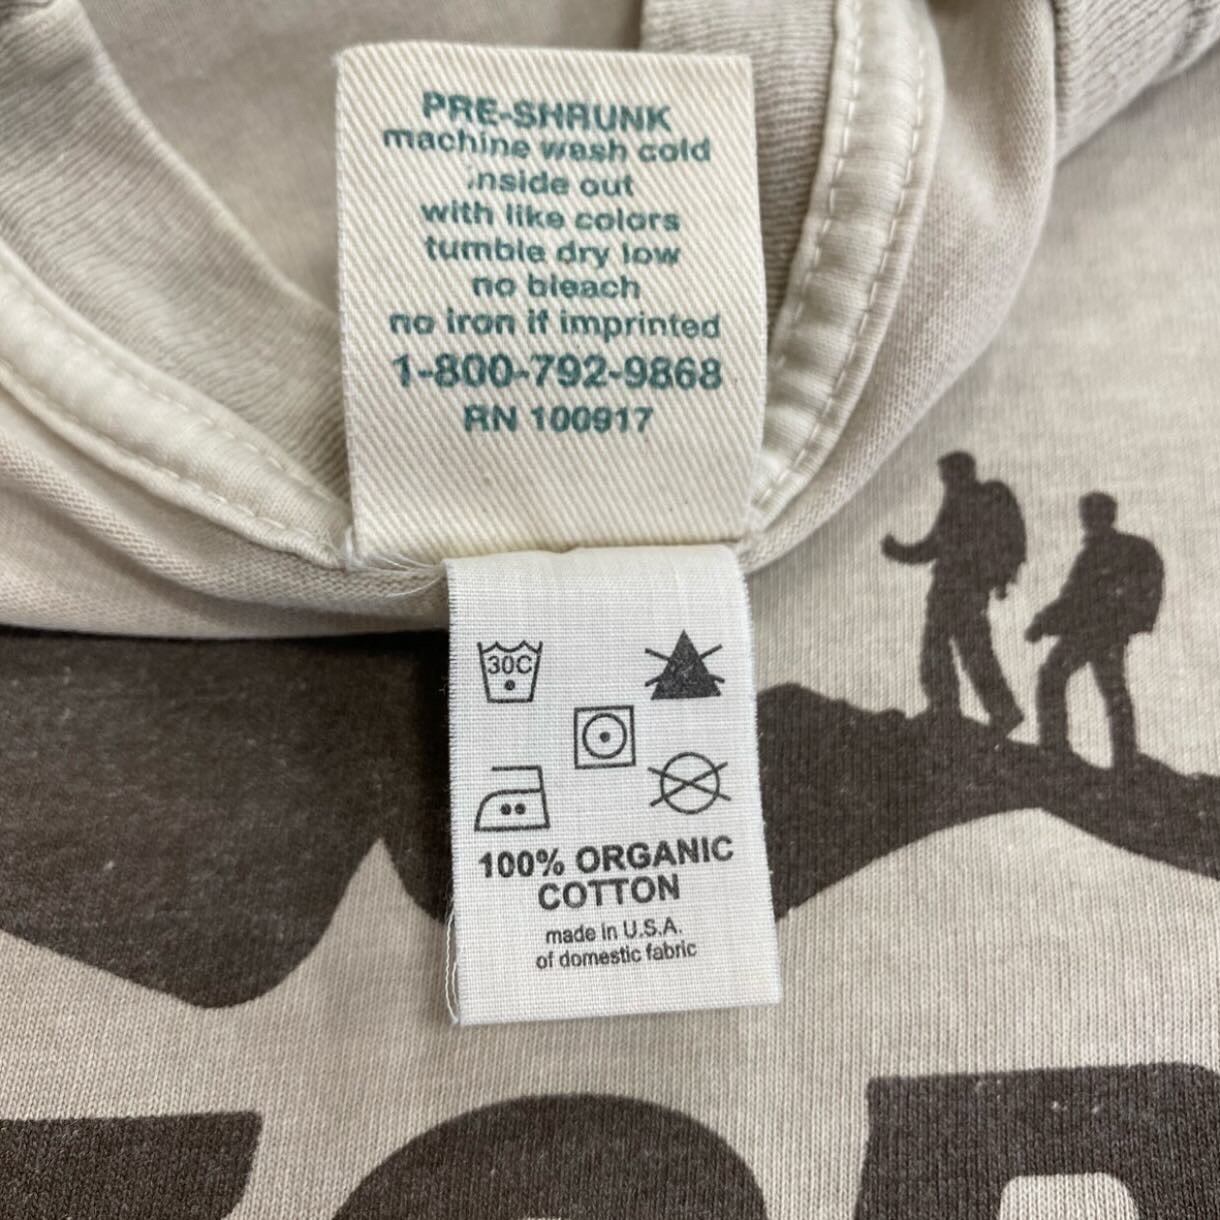 PRE-SHRUNK
machine wash cold
inside out
with like colors
tumble dry low
no bleach
no iron if imprinted
1-800-792-9868
RN 100917
30C
100% ORGANIC
COTTON
made in U.S.A.
of domestic fabric